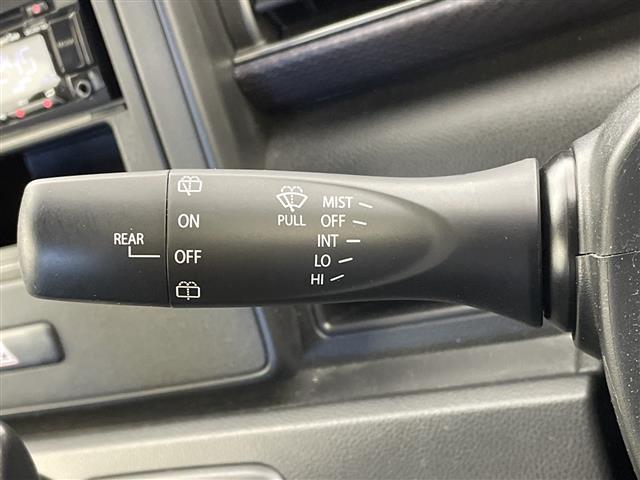 REAR
ON
OFF
PULL
MIST
OFF
INT
LO
HI